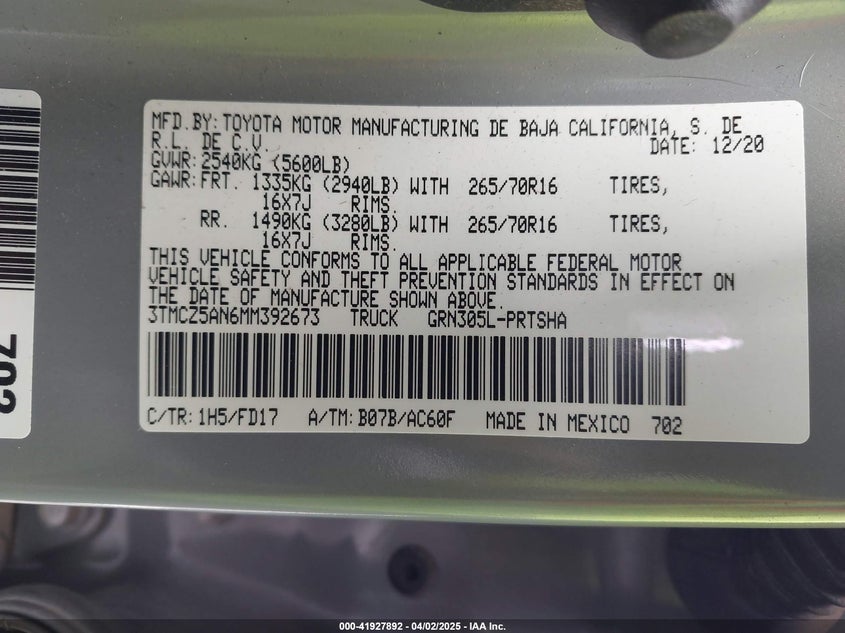 MFD.BY:TOYOTA MOTOR MANUFACTURING DE BAJA CALIFORNIA, S. DE
R.L. DE C.V. DATE: 12/20
GVWR:2540KG (5600LB)
GAWR:FRT. 1335KG (2940LB) WITH 265/70R16 TIRES,
16X7J RIMS.
RR. 1490KG (3280LB) WITH 265/70R16 TIRES,
16X7J RIMS.
THIS VEHICLE CONFORMS TO ALL APPLICABLE FEDERAL MOTOR
VEHICLE SAFETY AND THEFT PREVENTION STANDARDS IN EFFECT ON
THE DATE OF MANUFACTURE SHOWN ABOVE.
3TMCZ5AN6MM392673 TRUCK GRN305L-PRTSHA
C/TR:1H5/FD17 A/TM:B07B/AC60F MADE IN MEXICO 702
702
000-41927892 | 04/02/2025 - IAA Inc.